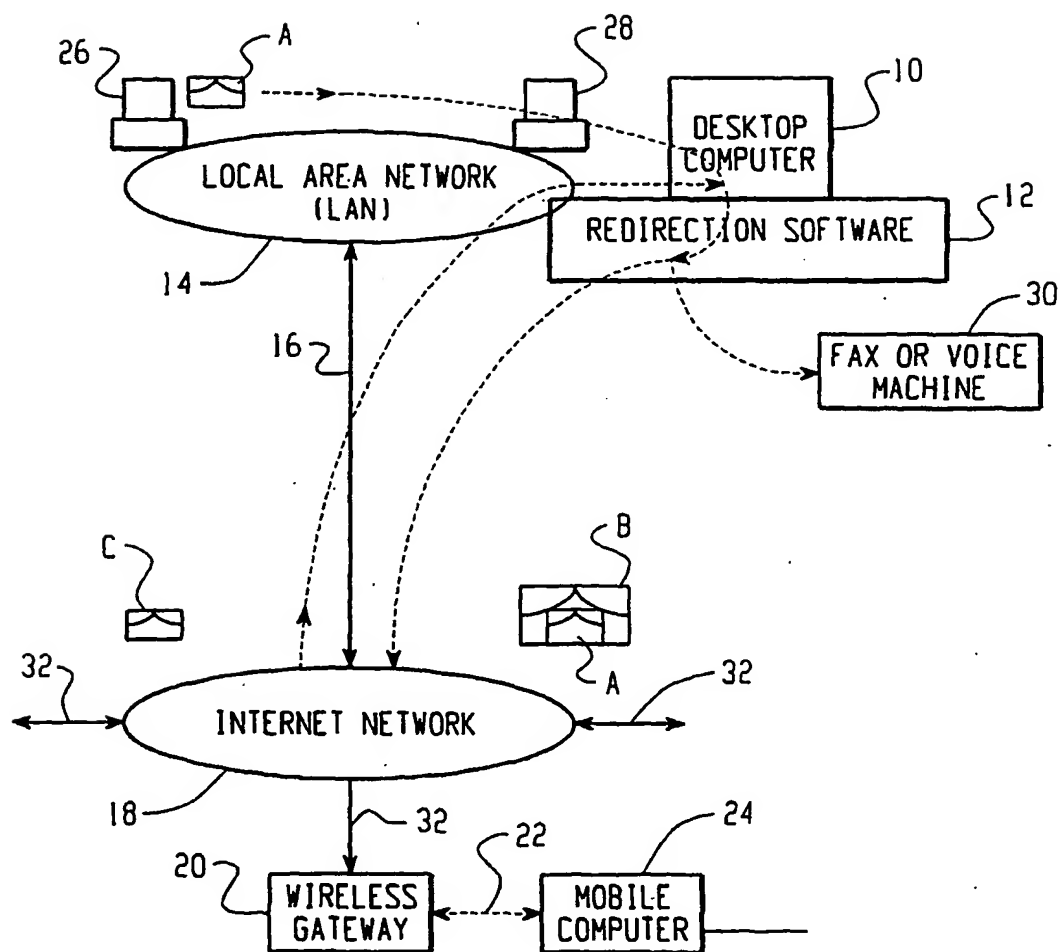 26
A
28
10
DESKTOP
COMPUTER
LOCAL AREA NETWORK
(LAN)
12
REDIRECTION SOFTWARE
14
30
16
FAX OR VOICE
MACHINE
B
C
A
32
32
INTERNET NETWORK
18
32
24
22
20
WIRELESS
GATEWAY
MOBILE
COMPUTER